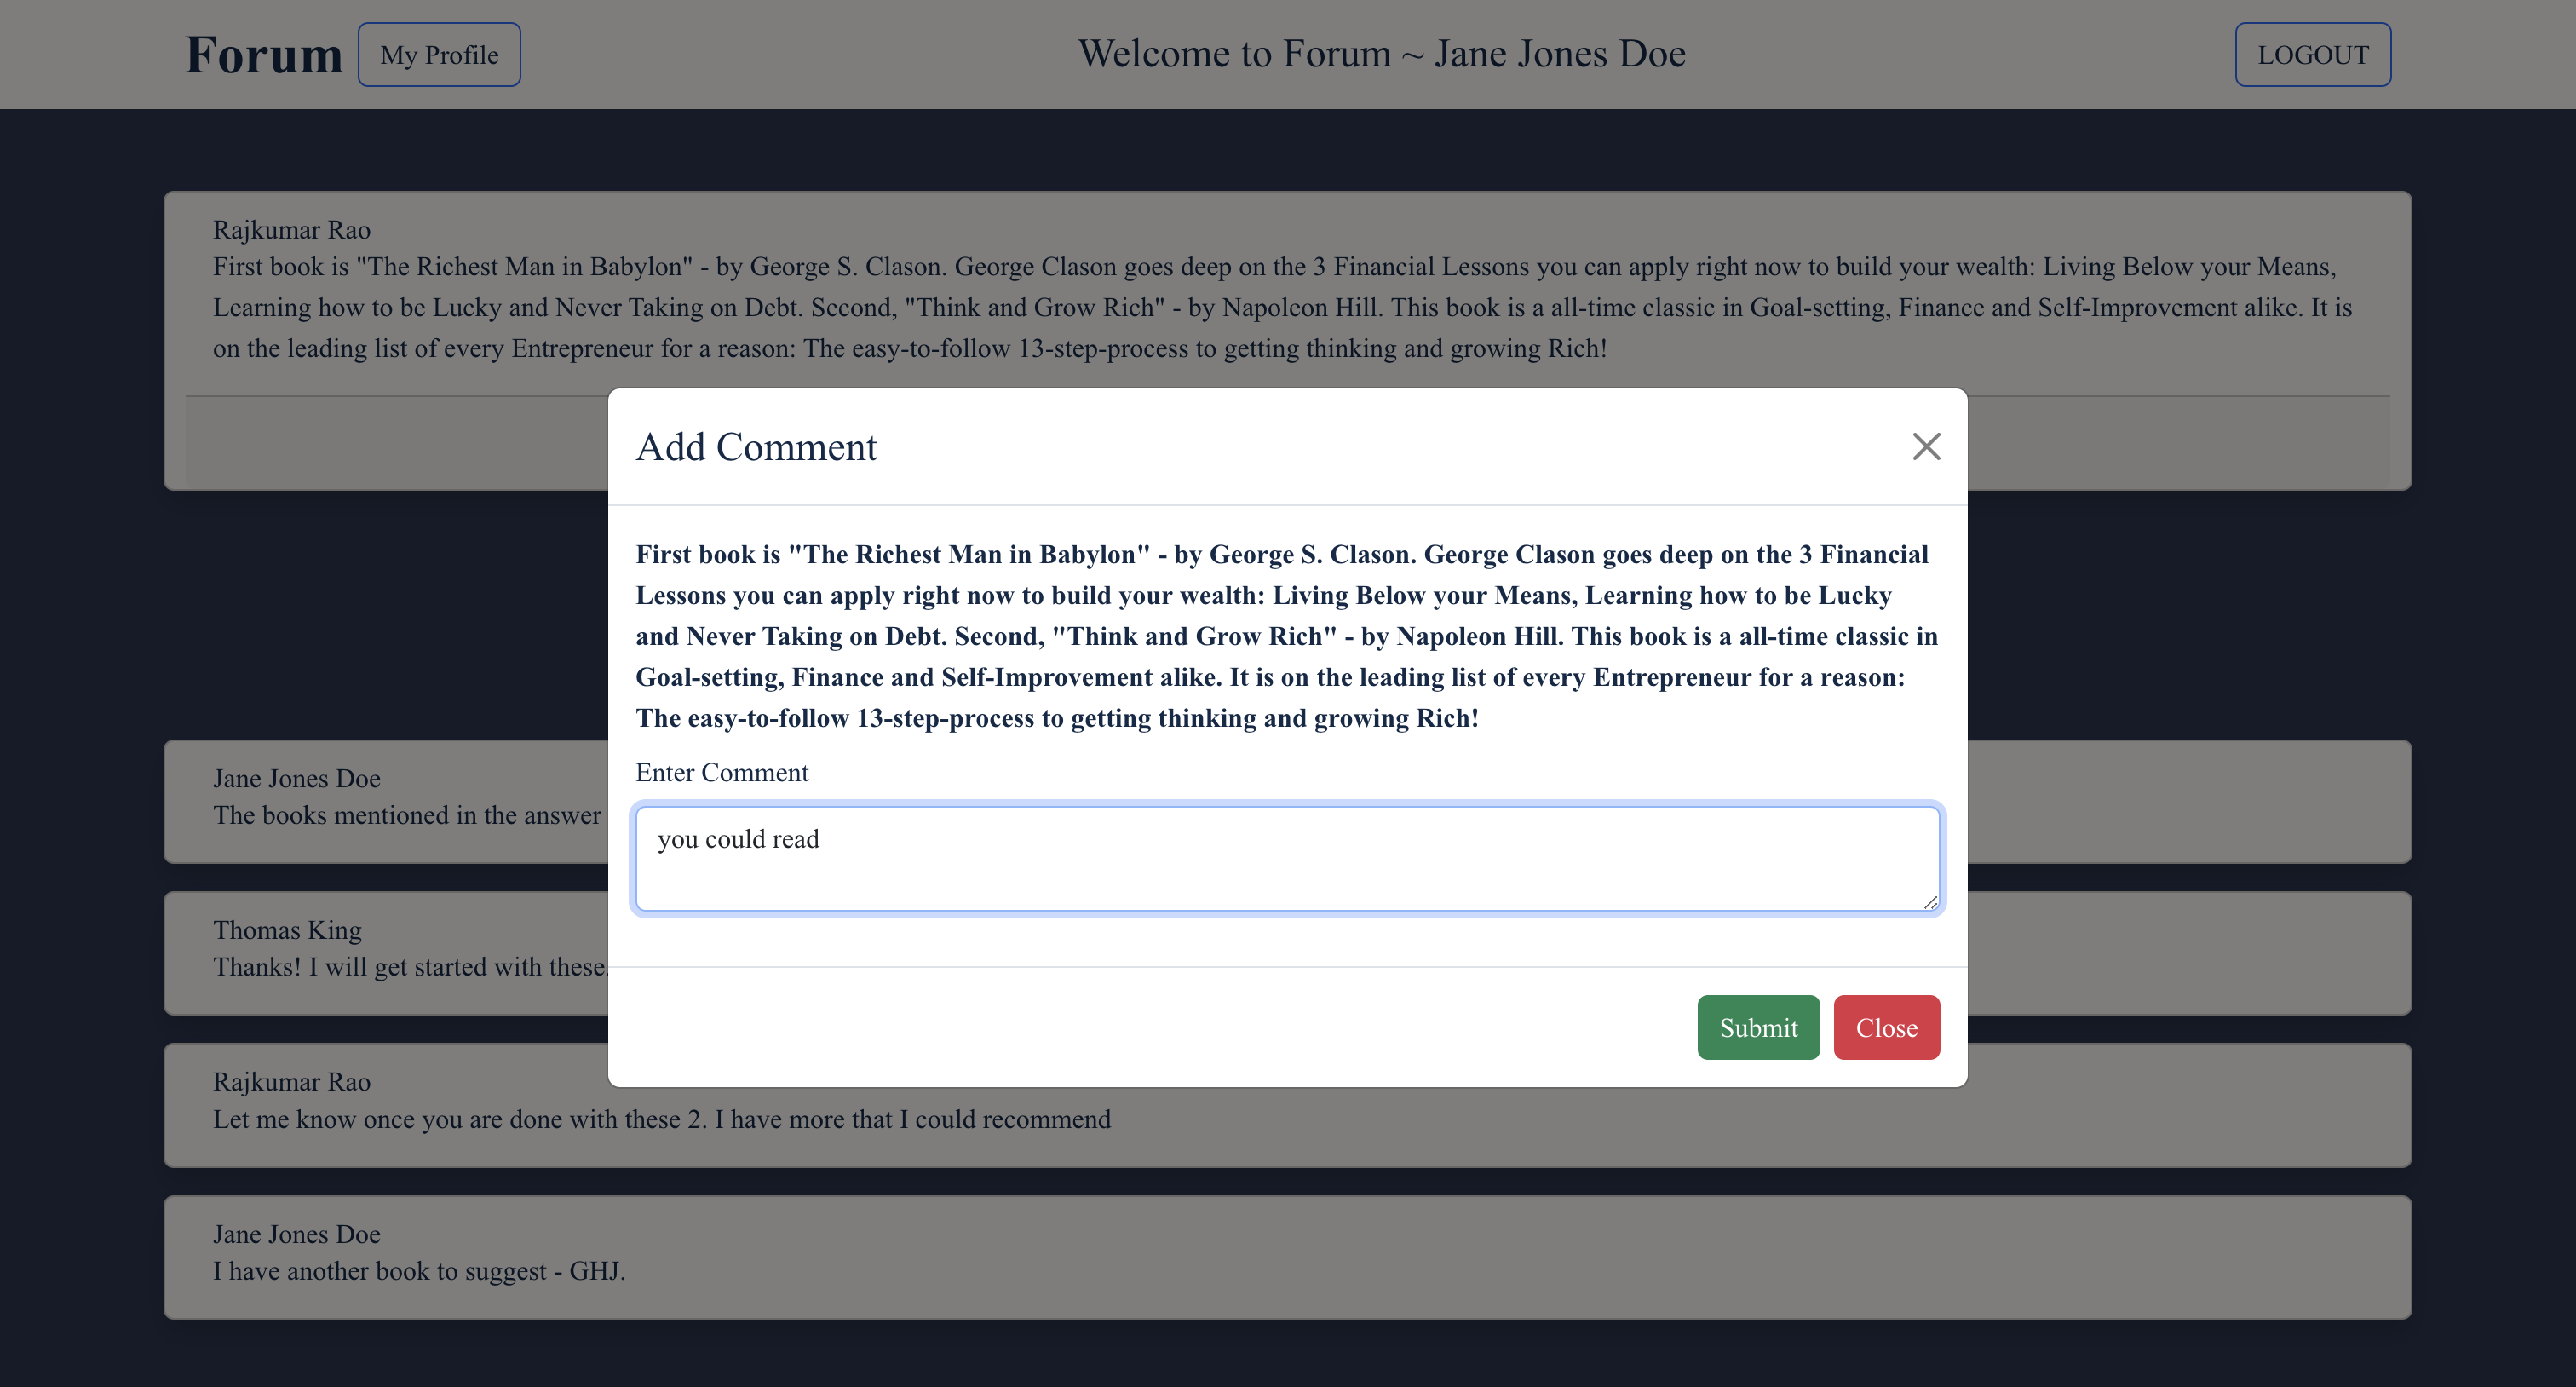 Forum My Profile Welcome to Forum ~ Jane Jones Doe LOGOUT
Rajkumar Rao
First book is "The Richest Man in Babylon" - by George S. Clason. George Clason goes deep on the 3 Financial Lessons you can apply right now to build your wealth: Living Below your Means,
Learning how to be Lucky and Never Taking on Debt. Second, "Think and Grow Rich" - by Napoleon Hill. This book is a all-time classic in Goal-setting, Finance and Self-Improvement alike. It is
on the leading list of every Entrepreneur for a reason: The easy-to-follow 13-step-process to getting thinking and growing Rich!
Add Comment
First book is "The Richest Man in Babylon" - by George S. Clason. George Clason goes deep on the 3 Financial
Lessons you can apply right now to build your wealth: Living Below your Means, Learning how to be Lucky
and Never Taking on Debt. Second, "Think and Grow Rich" - by Napoleon Hill. This book is a all-time classic in
Goal-setting, Finance and Self-Improvement alike. It is on the leading list of every Entrepreneur for a reason:
The easy-to-follow 13-step-process to getting thinking and growing Rich!
Enter Comment
you could read
Submit Close
Jane Jones Doe
The books mentioned in the answer
Thomas King
Thanks! I will get started with these.
Rajkumar Rao
Let me know once you are done with these 2. I have more that I could recommend
Jane Jones Doe
I have another book to suggest - GHJ.